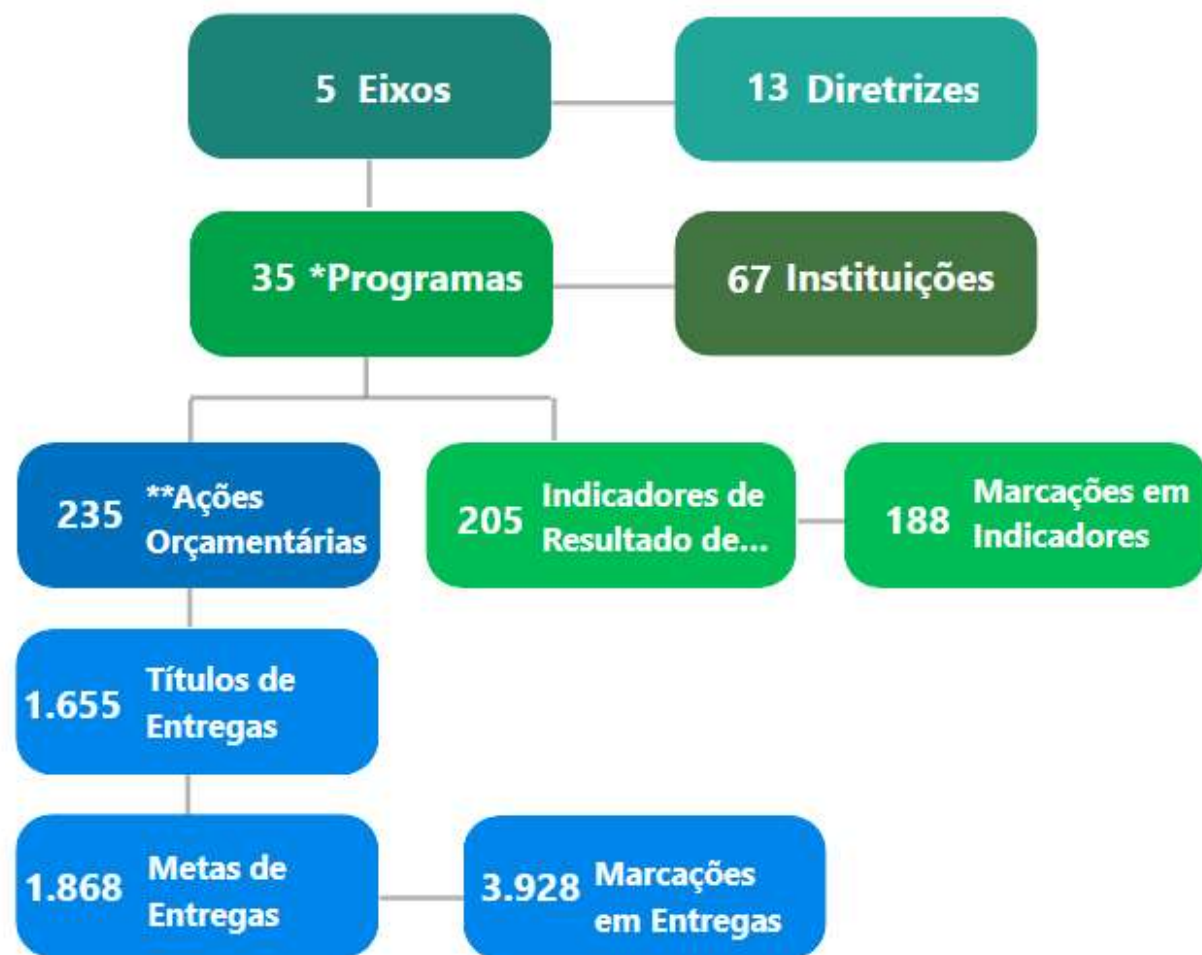 5 Eixos
13 Diretrizes
35 *Programas
67 Instituições
235 **Ações
Orçamentárias
205 Indicadores de
Resultado de...
188 Marcações em
Indicadores
1.655 Títulos de
Entregas
1.868 Metas de
Entregas
3.928 Marcações
em Entregas